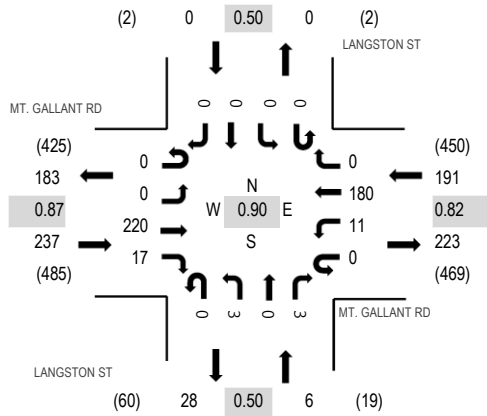 (2) 0 0.50 0 (2)
LANGSTON ST
MT. GALLANT RD
0 0 0 0
(425) (450)
183 0 0 191
0 N 180
0.87 W 0.90 E 0.82
220 S 11
237 17 0 223
(485) (469)
0 3 0 3
MT. GALLANT RD
LANGSTON ST
(60) 28 0.50 6 (19)